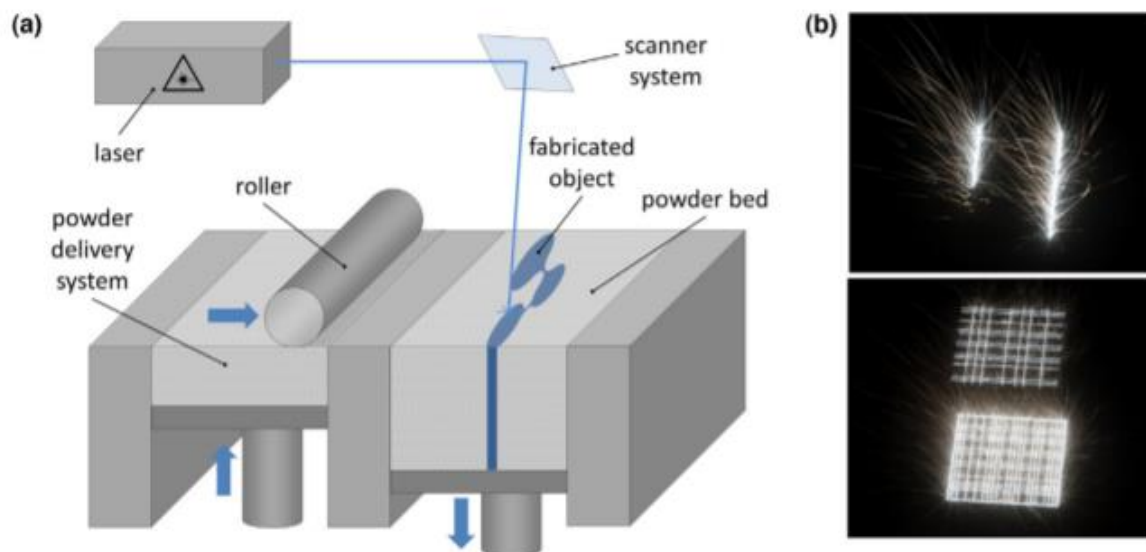 (a)
laser
scanner
system
fabricated
object
roller
powder bed
powder
delivery
system
(b)